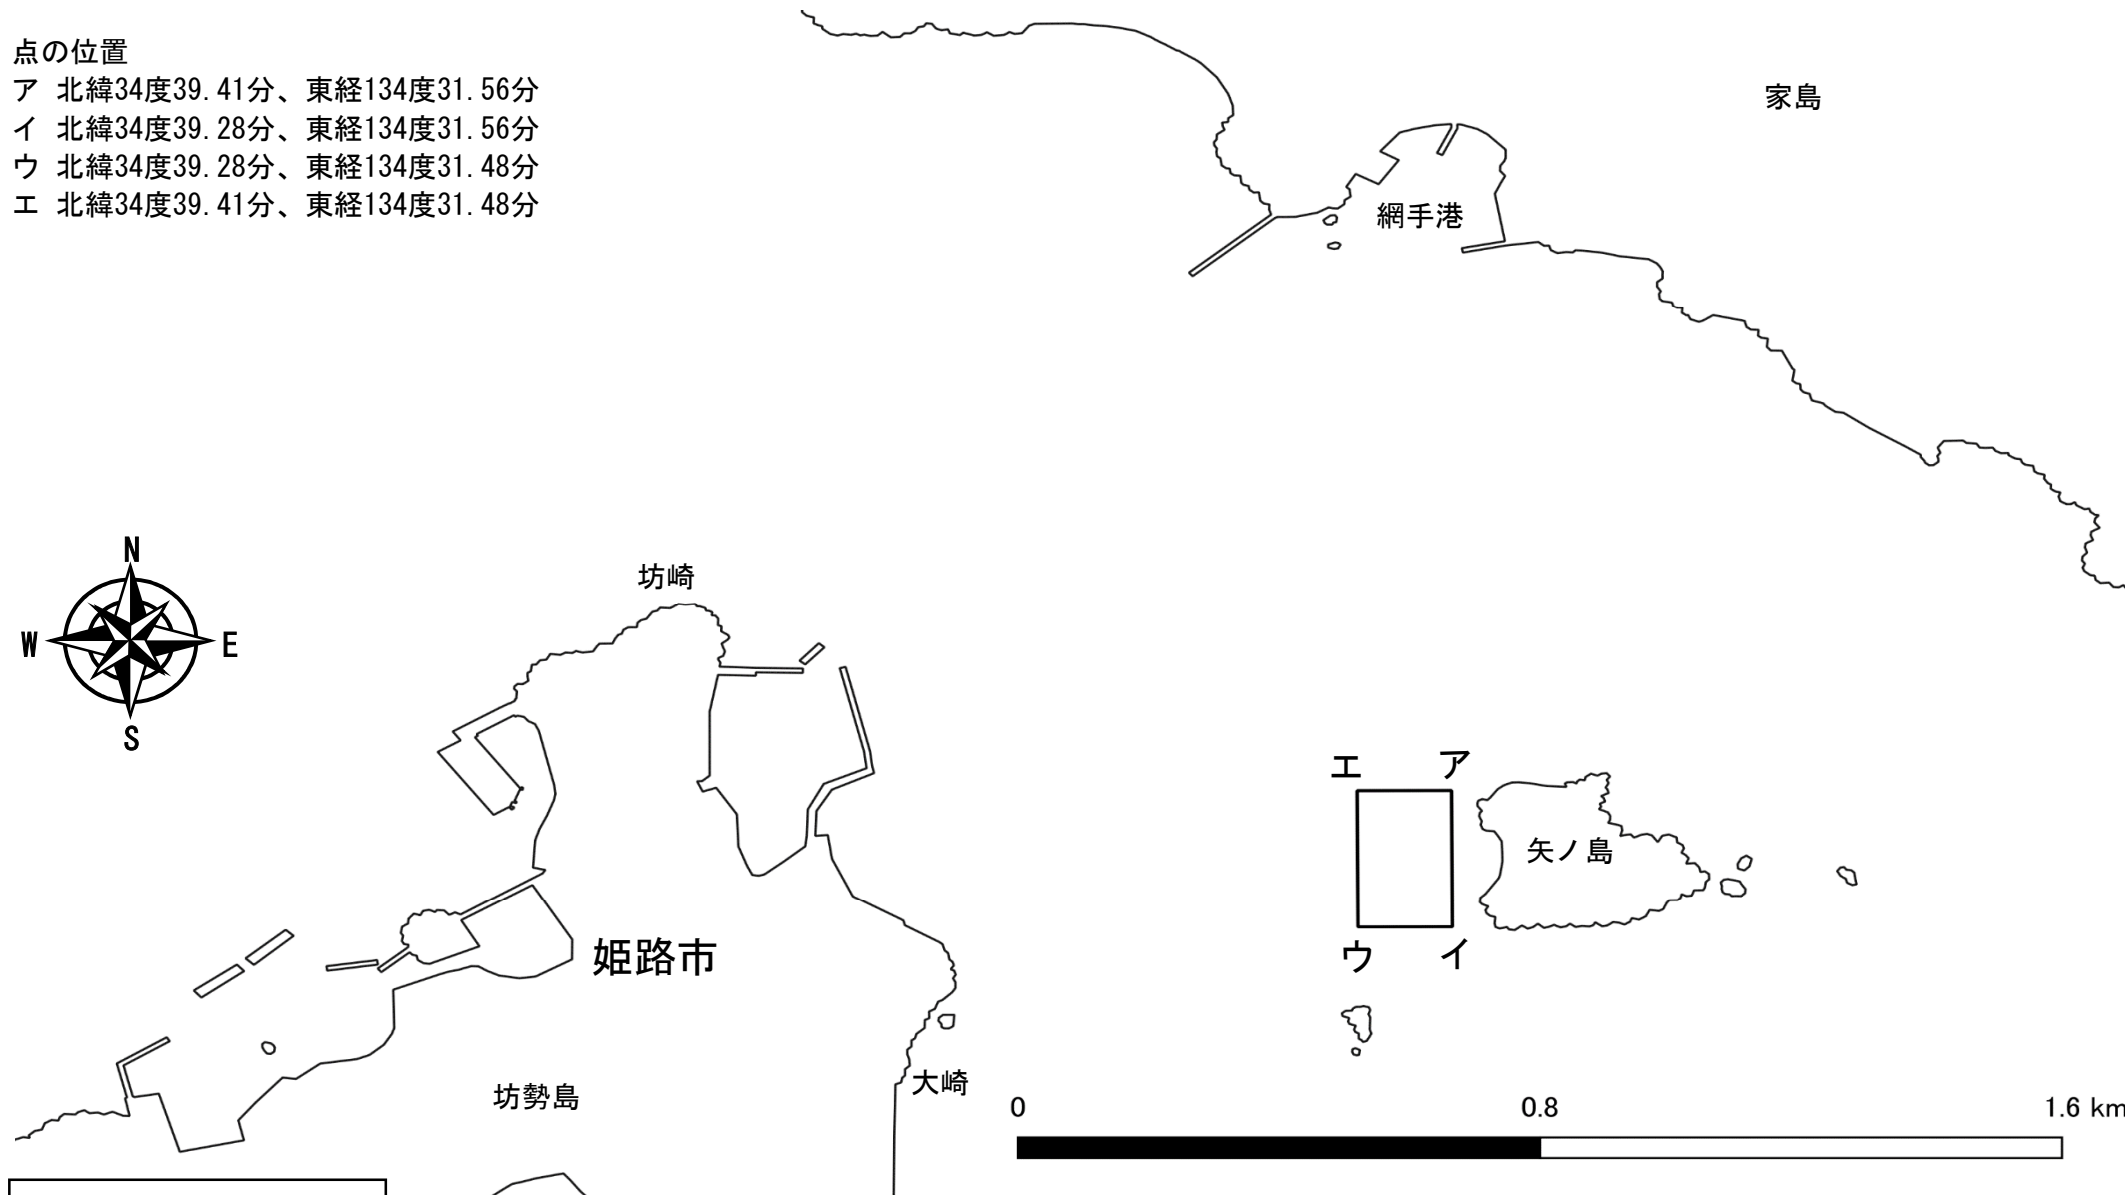 点の位置
ア 北緯34度39.41分、東経134度31.56分
イ 北緯34度39.28分、東経134度31.56分
ウ 北緯34度39.28分、東経134度31.48分
エ 北緯34度39.41分、東経134度31.48分
家島
網手港
N
W E
S
坊崎
エ ア
矢ノ島
ウ イ
姫路市
大崎
坊勢島
0 0.8 1.6 km